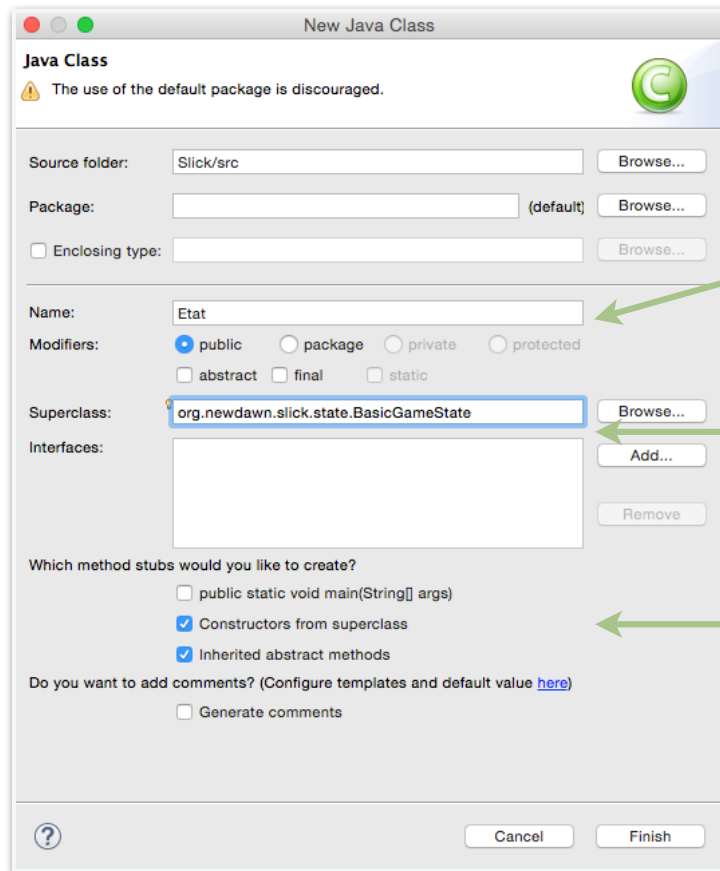 New Java Class
Java Class
The use of the default package is discouraged.
Source folder: Slick/src Browse...
Package: (default) Browse...
Enclosing type: Browse...
Name: Etat
Modifiers: public package private protected
abstract final static
Superclass: org.newdawn.slick.state.BasicGameState Browse...
Interfaces: Add...
Remove
Which method stubs would you like to create?
public static void main(String[] args)
Constructors from superclass
Inherited abstract methods
Do you want to add comments? (Configure templates and default value here)
Generate comments
? Cancel Finish